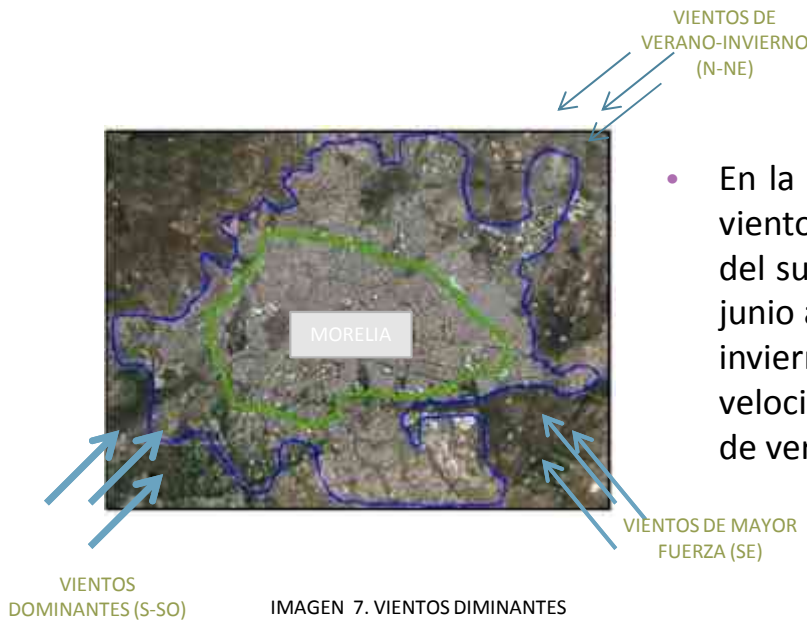 VIENTOS DE
VERANO-INVIERNO
(N-NE)
• En la
viento
del su
junio a
invier
veloci
de ver
MORELIA
VIENTOS DE MAYOR
FUERZA (SE)
VIENTOS
DOMINANTES (S-SO)
IMAGEN 7. VIENTOS DIMINANTES